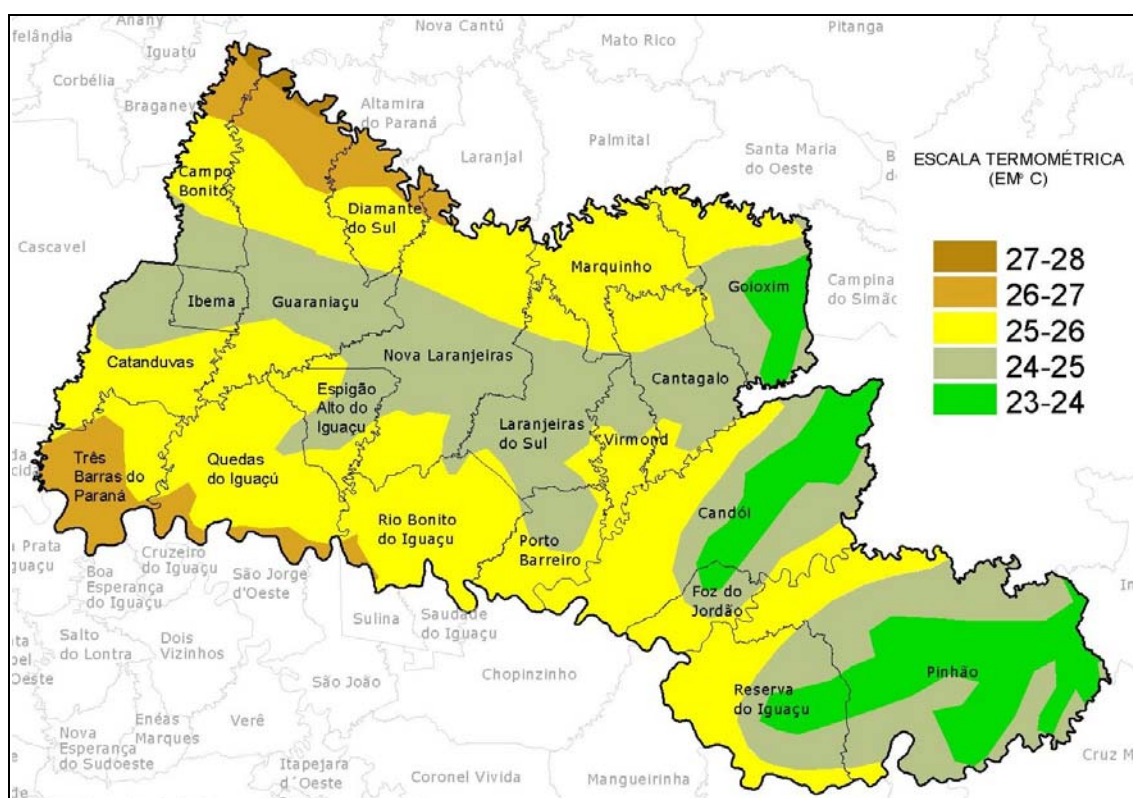 Anahy
Nova Cantú
Pitanga
felândia
Iguatú
Mato Rico
Corbélia
Braganey
Altamira
do Paraná
Palmital
Laranjal
Santa Maria
do Oeste
ESCALA TERMOMÉTRICA
(EMº C)
Campo
Bonito
Diamante
do Sul
Cascavel
Marquinho
27-28
Goioxim
Campina
do Simão
26-27
Ibema
Guaraniaçu
25-26
Nova Laranjeiras
24-25
Catanduvas
Cantagalo
23-24
Espigão
Alto do
Iguaçu
Laranjeiras
do Sul
Virmond
Três
Barras do
Paraná
Quedas
do Iguaçú
Rio Bonito
do Iguaçu
Candói
Porto
Barreiro
a Prata
guaçu
Cruzeiro
do Iguaçu
Boa
Esperança
do Iguaçu
São Jorge
d'Oeste
Foz do
Jordão
Sulina
Saudade
do Iguaçu
Salto
do Lontra
Dois
Vizinhos
São João
Chopinzinho
Pinhão
Reserva
do Iguaçu
Enéas
Marques
Verê
Nova
Esperança
do Sudoeste
Itapejara
d´Oeste
Coronel Vivida
Mangueirinha
Cruz M